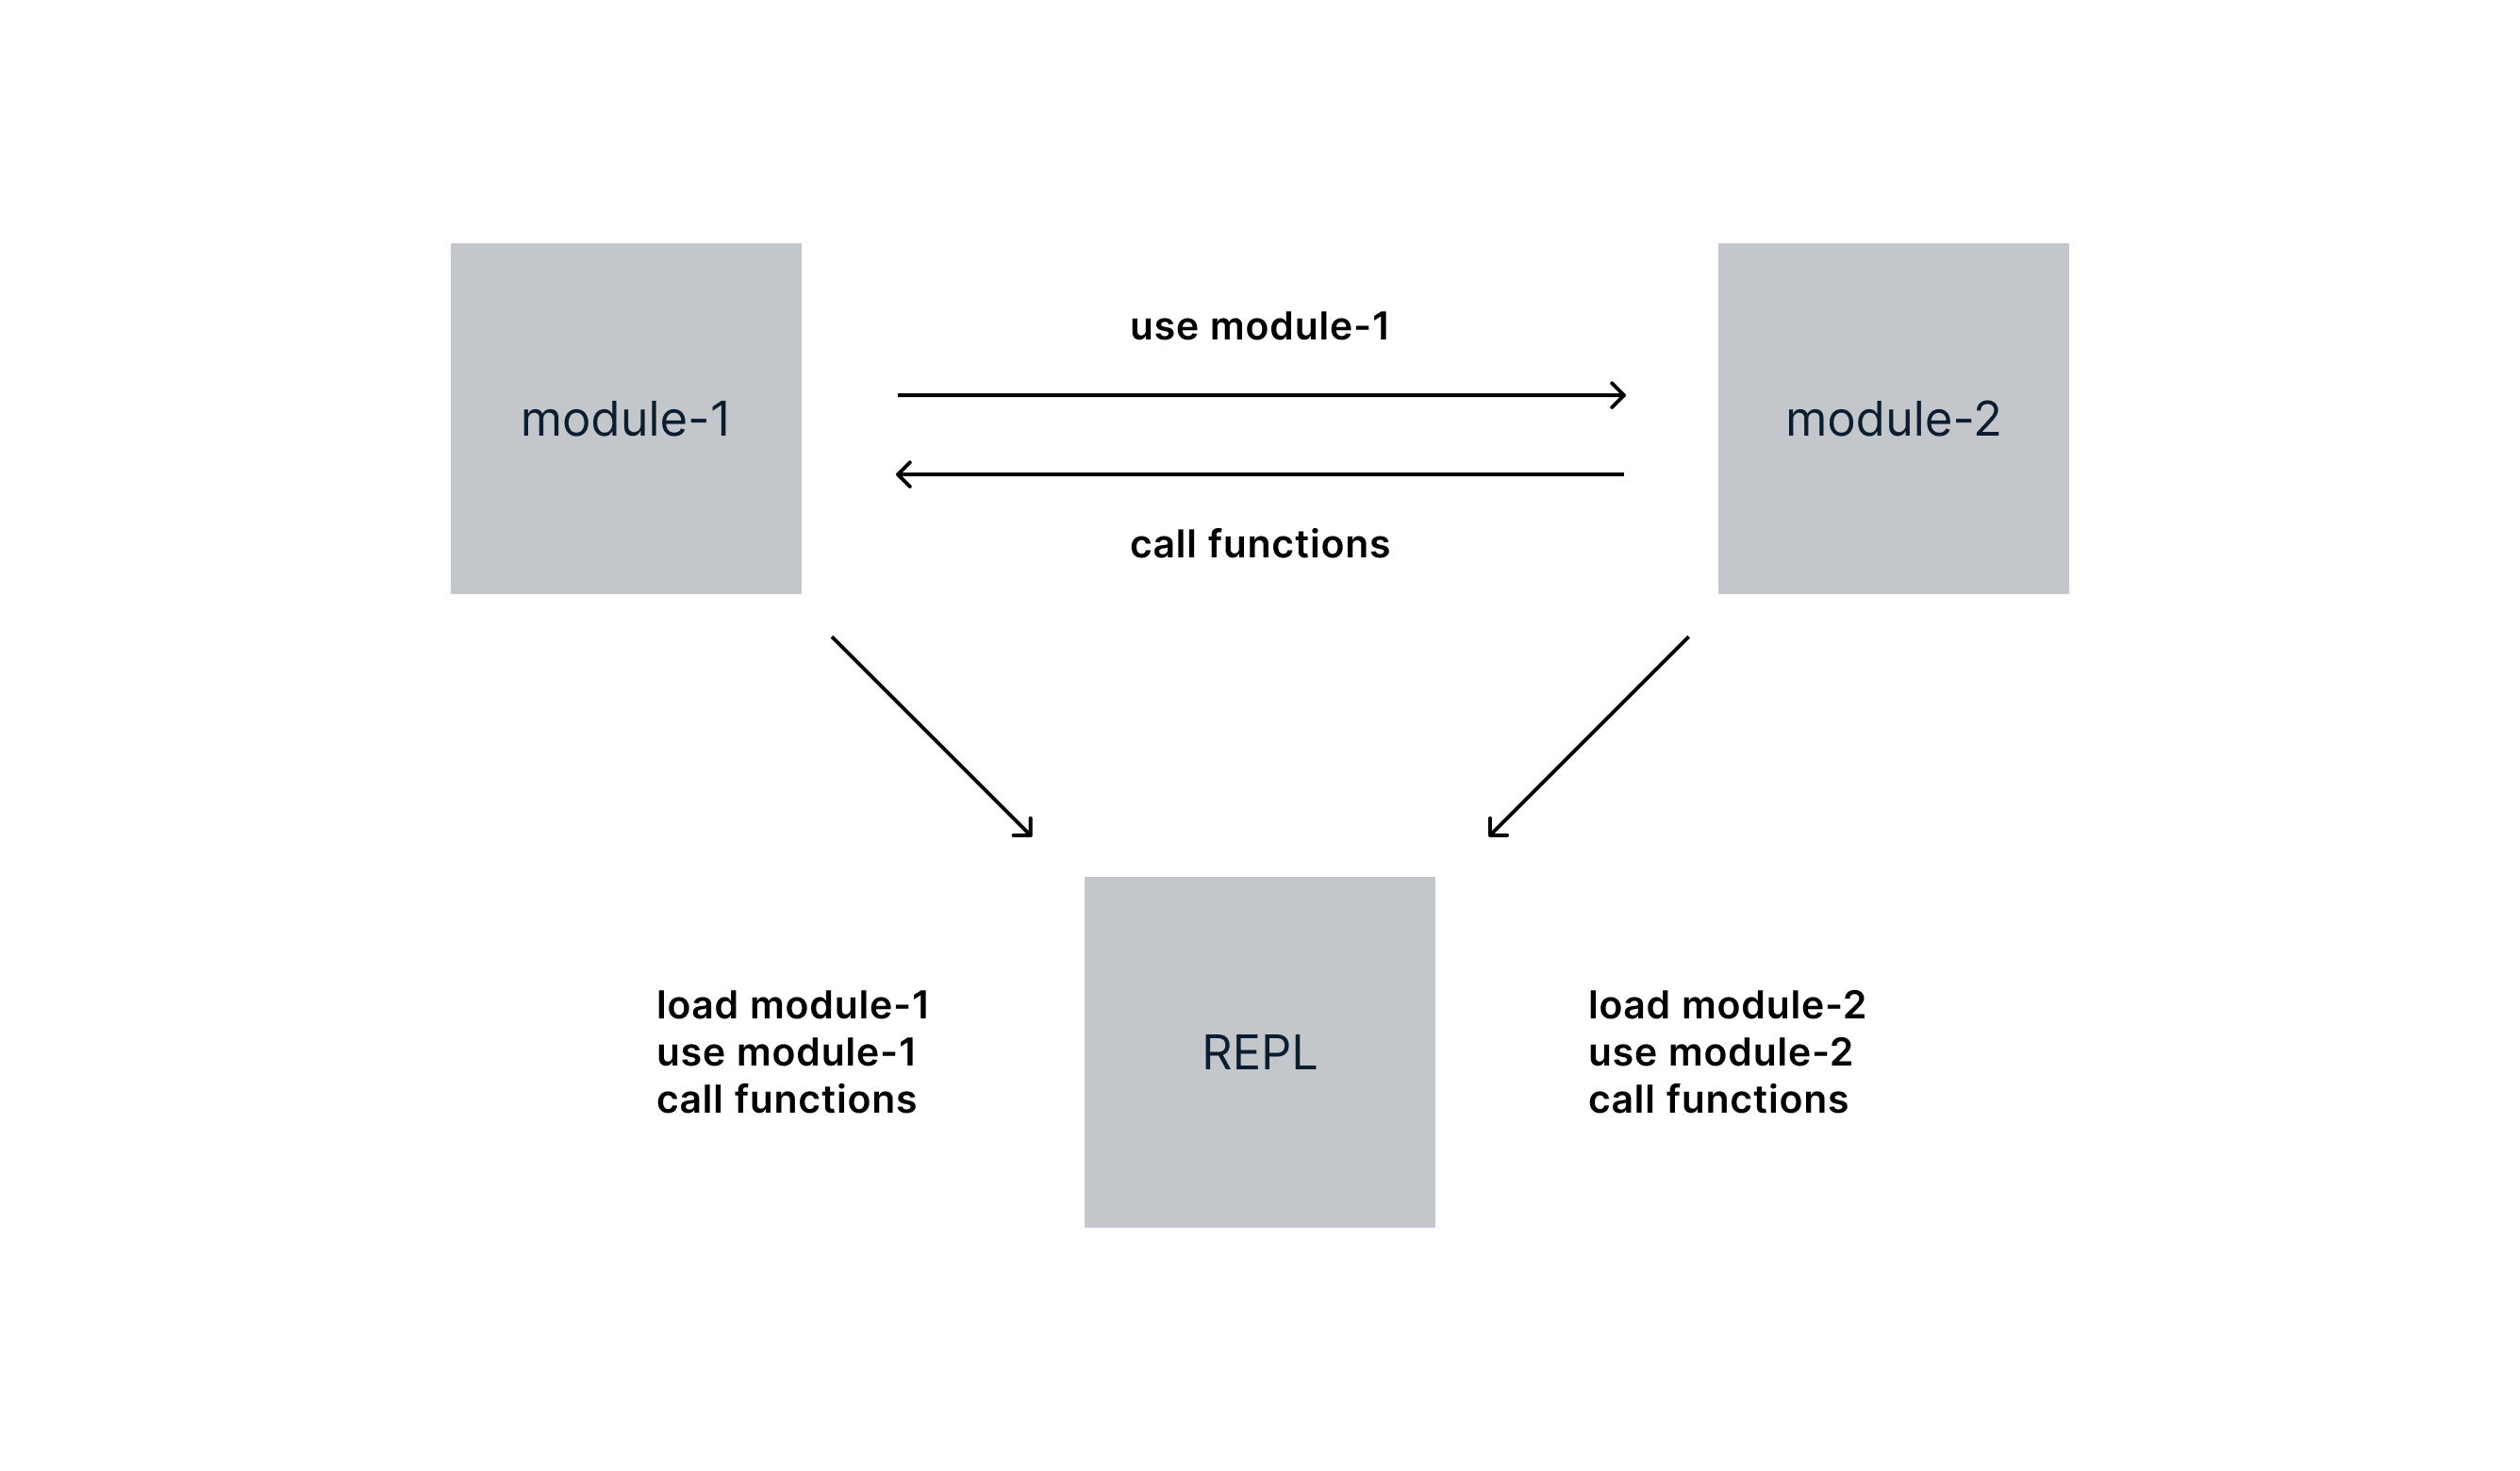 use module-1
module-1
module-2
call functions
load module-1
use module-1
call functions
REPL
load module-2
use module-2
call functions